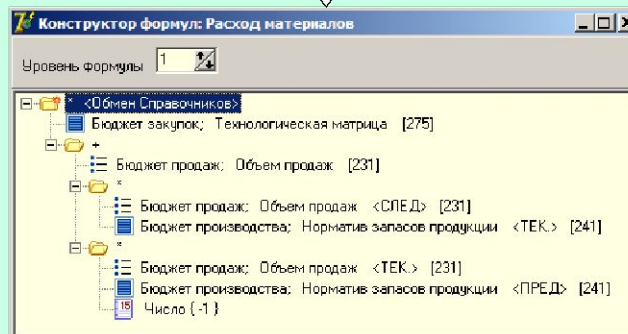 Конструктор формул: Расход материалов
Уровень формулы 1
* <Обмен Справочников>
Бюджет закупок; Технологическая матрица [275]
+
Бюджет продаж; Объем продаж [231]
*
Бюджет продаж; Объем продаж <СЛЕД> [231]
Бюджет производства; Норматив запасов продукции <ТЕК.> [241]
*
Бюджет продаж; Объем продаж <ТЕК.> [231]
Бюджет производства; Норматив запасов продукции <ПРЕД> [241]
15 Число {-1}